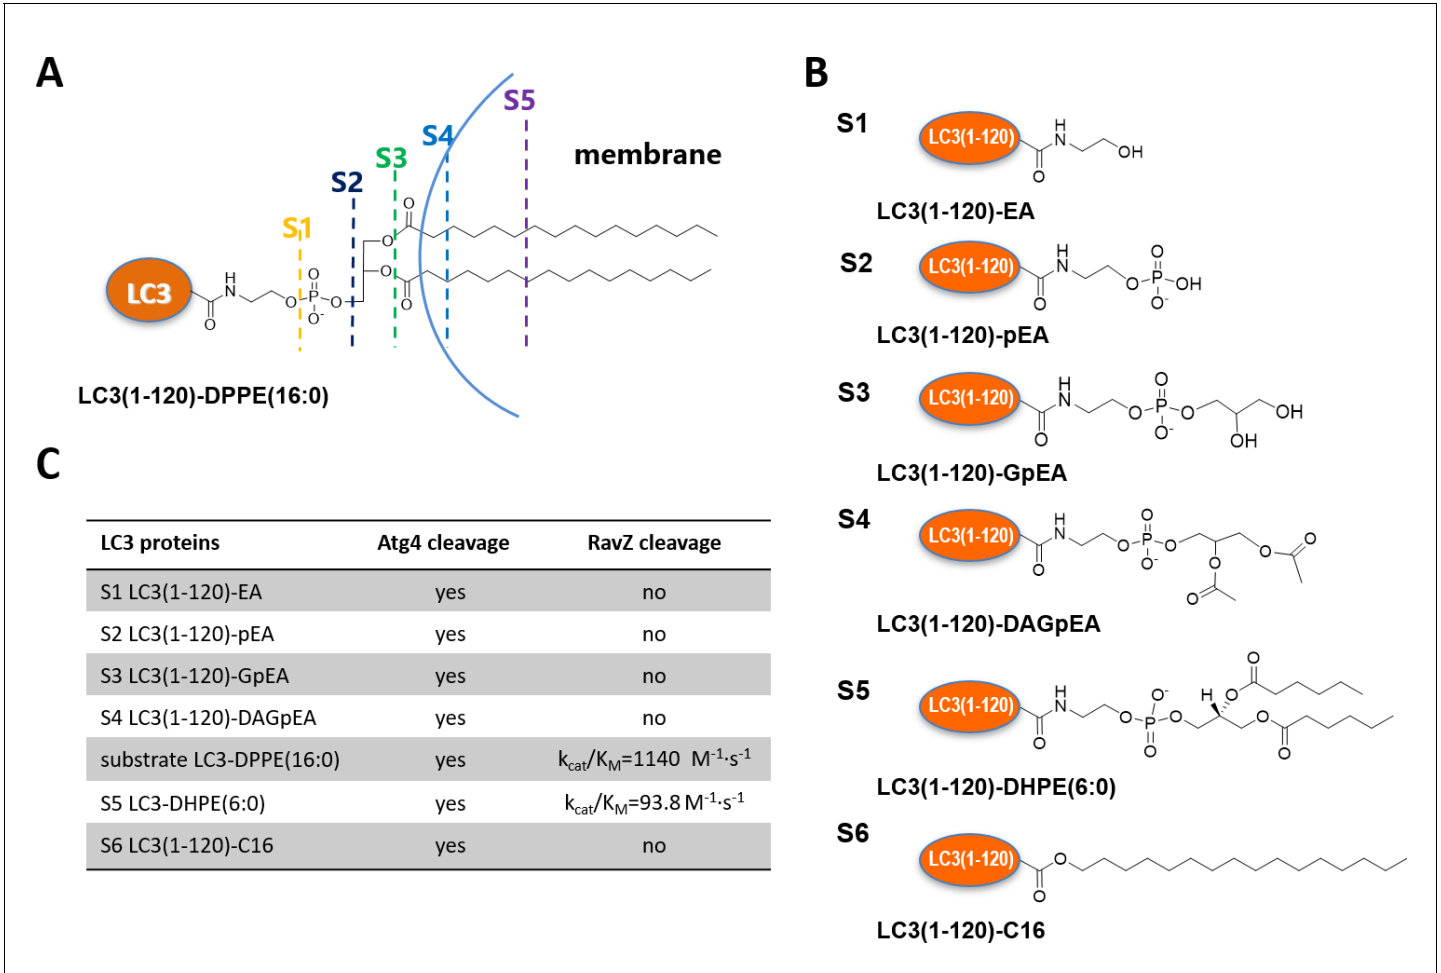 A
S1
S2
S3
S4
S5
membrane
LC3
O
H
N
O
O
P
O
O-
O
O
O
O
O
LC3(1-120)-DPPE(16:0)
B
S1
LC3(1-120)
O
H
N
OH
LC3(1-120)-EA
S2
LC3(1-120)
O
H
N
O
O
P
OH
O-
LC3(1-120)-pEA
S3
LC3(1-120)
O
H
N
O
O
P
O-
O
OH
OH
LC3(1-120)-GpEA
S4
LC3(1-120)
O
H
N
O
O
P
O-
O
O
O
O
O
LC3(1-120)-DAGpEA
S5
LC3(1-120)
O
H
N
O
O-
P
O
O
H
O
O
O
O
LC3(1-120)-DHPE(6:0)
S6
LC3(1-120)
O
O
LC3(1-120)-C16
C
LC3 proteins Atg4 cleavage RavZ cleavage
S1 LC3(1-120)-EA yes no
S2 LC3(1-120)-pEA yes no
S3 LC3(1-120)-GpEA yes no
S4 LC3(1-120)-DAGpEA yes no
substrate LC3-DPPE(16:0) yes kcat/KM=1140 M-1·s-1
S5 LC3-DHPE(6:0) yes kcat/KM=93.8 M-1·s-1
S6 LC3(1-120)-C16 yes no